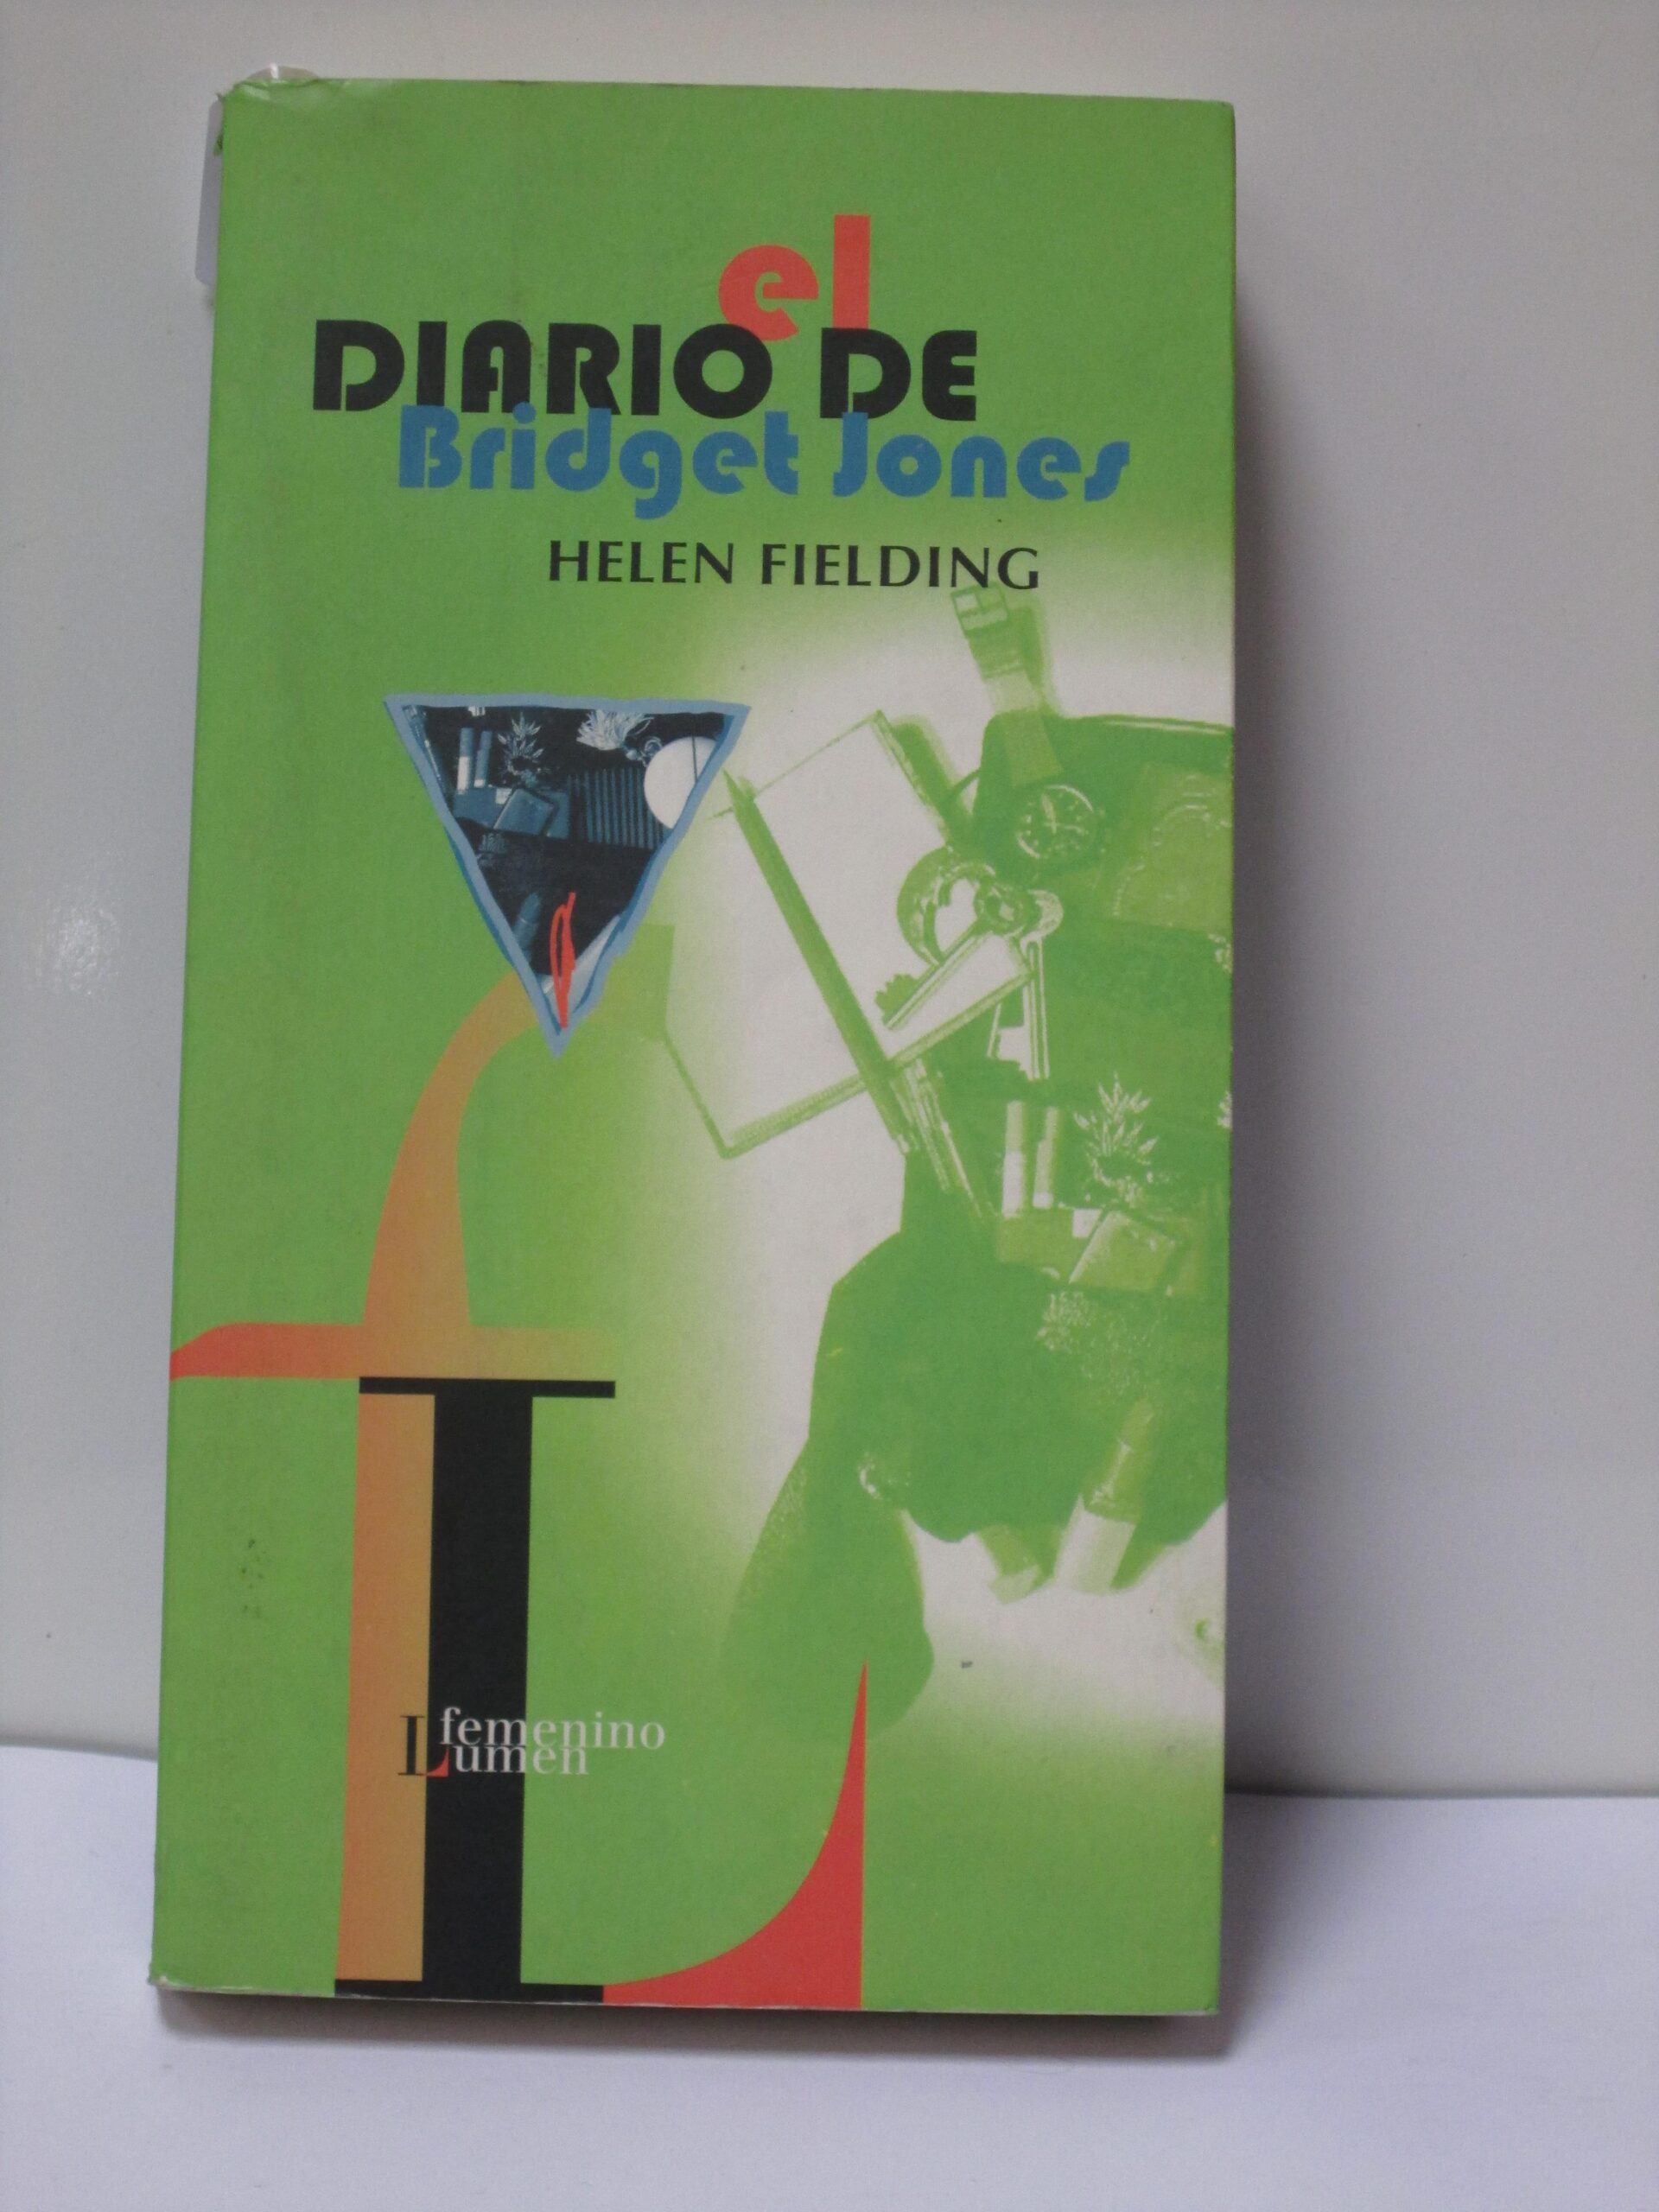 el
DIARIO DE
Bridget Jones
HELEN FIELDING
femenino
Lumen